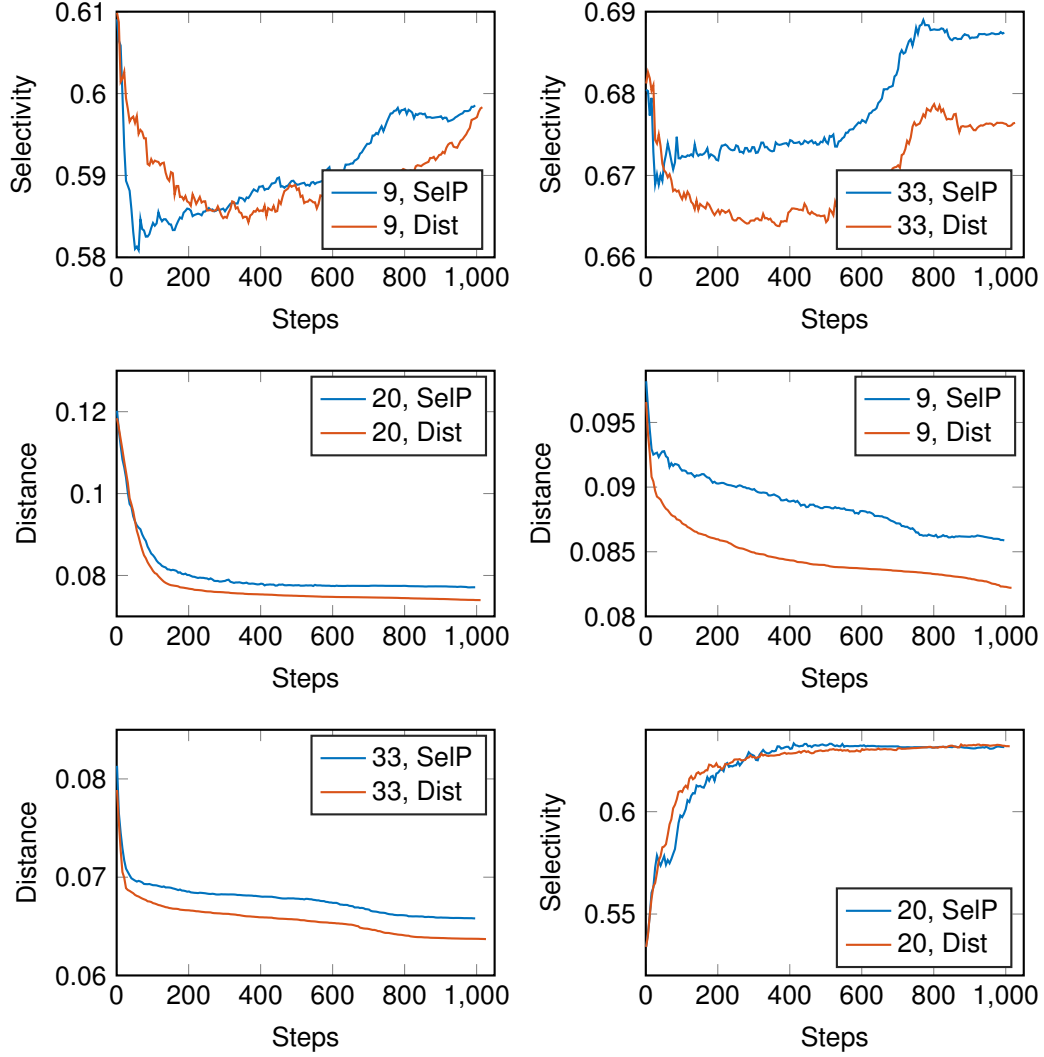 0.61
0.6
0.59
0.58
Selectivity
9, SelP
9, Dist
0 200 400 600 800 1,000
Steps
0.69
0.68
0.67
0.66
Selectivity
33, SelP
33, Dist
0 200 400 600 800 1,000
Steps
0.12
0.1
0.08
Distance
20, SelP
20, Dist
0 200 400 600 800 1,000
Steps
0.095
0.09
0.085
0.08
Distance
9, SelP
9, Dist
0 200 400 600 800 1,000
Steps
0.08
0.07
0.06
Distance
33, SelP
33, Dist
0 200 400 600 800 1,000
Steps
0.6
0.55
Selectivity
20, SelP
20, Dist
0 200 400 600 800 1,000
Steps